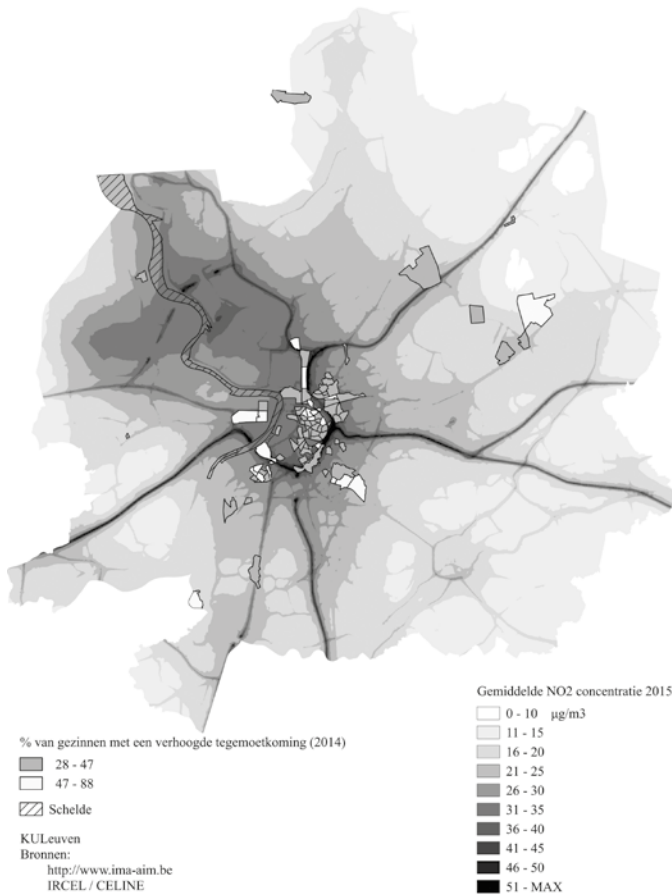 % van gezinnen met een verhoogde tegemoetkoming (2014)
28 - 47
47 - 88
Schelde
KULeuven
Bronnen:
http://www.ima-aim.be
IRCEL / CELINE
Gemiddelde NO2 concentratie 2015
0 - 10 µg/m3
11 - 15
16 - 20
21 - 25
26 - 30
31 - 35
36 - 40
41 - 45
46 - 50
51 - MAX